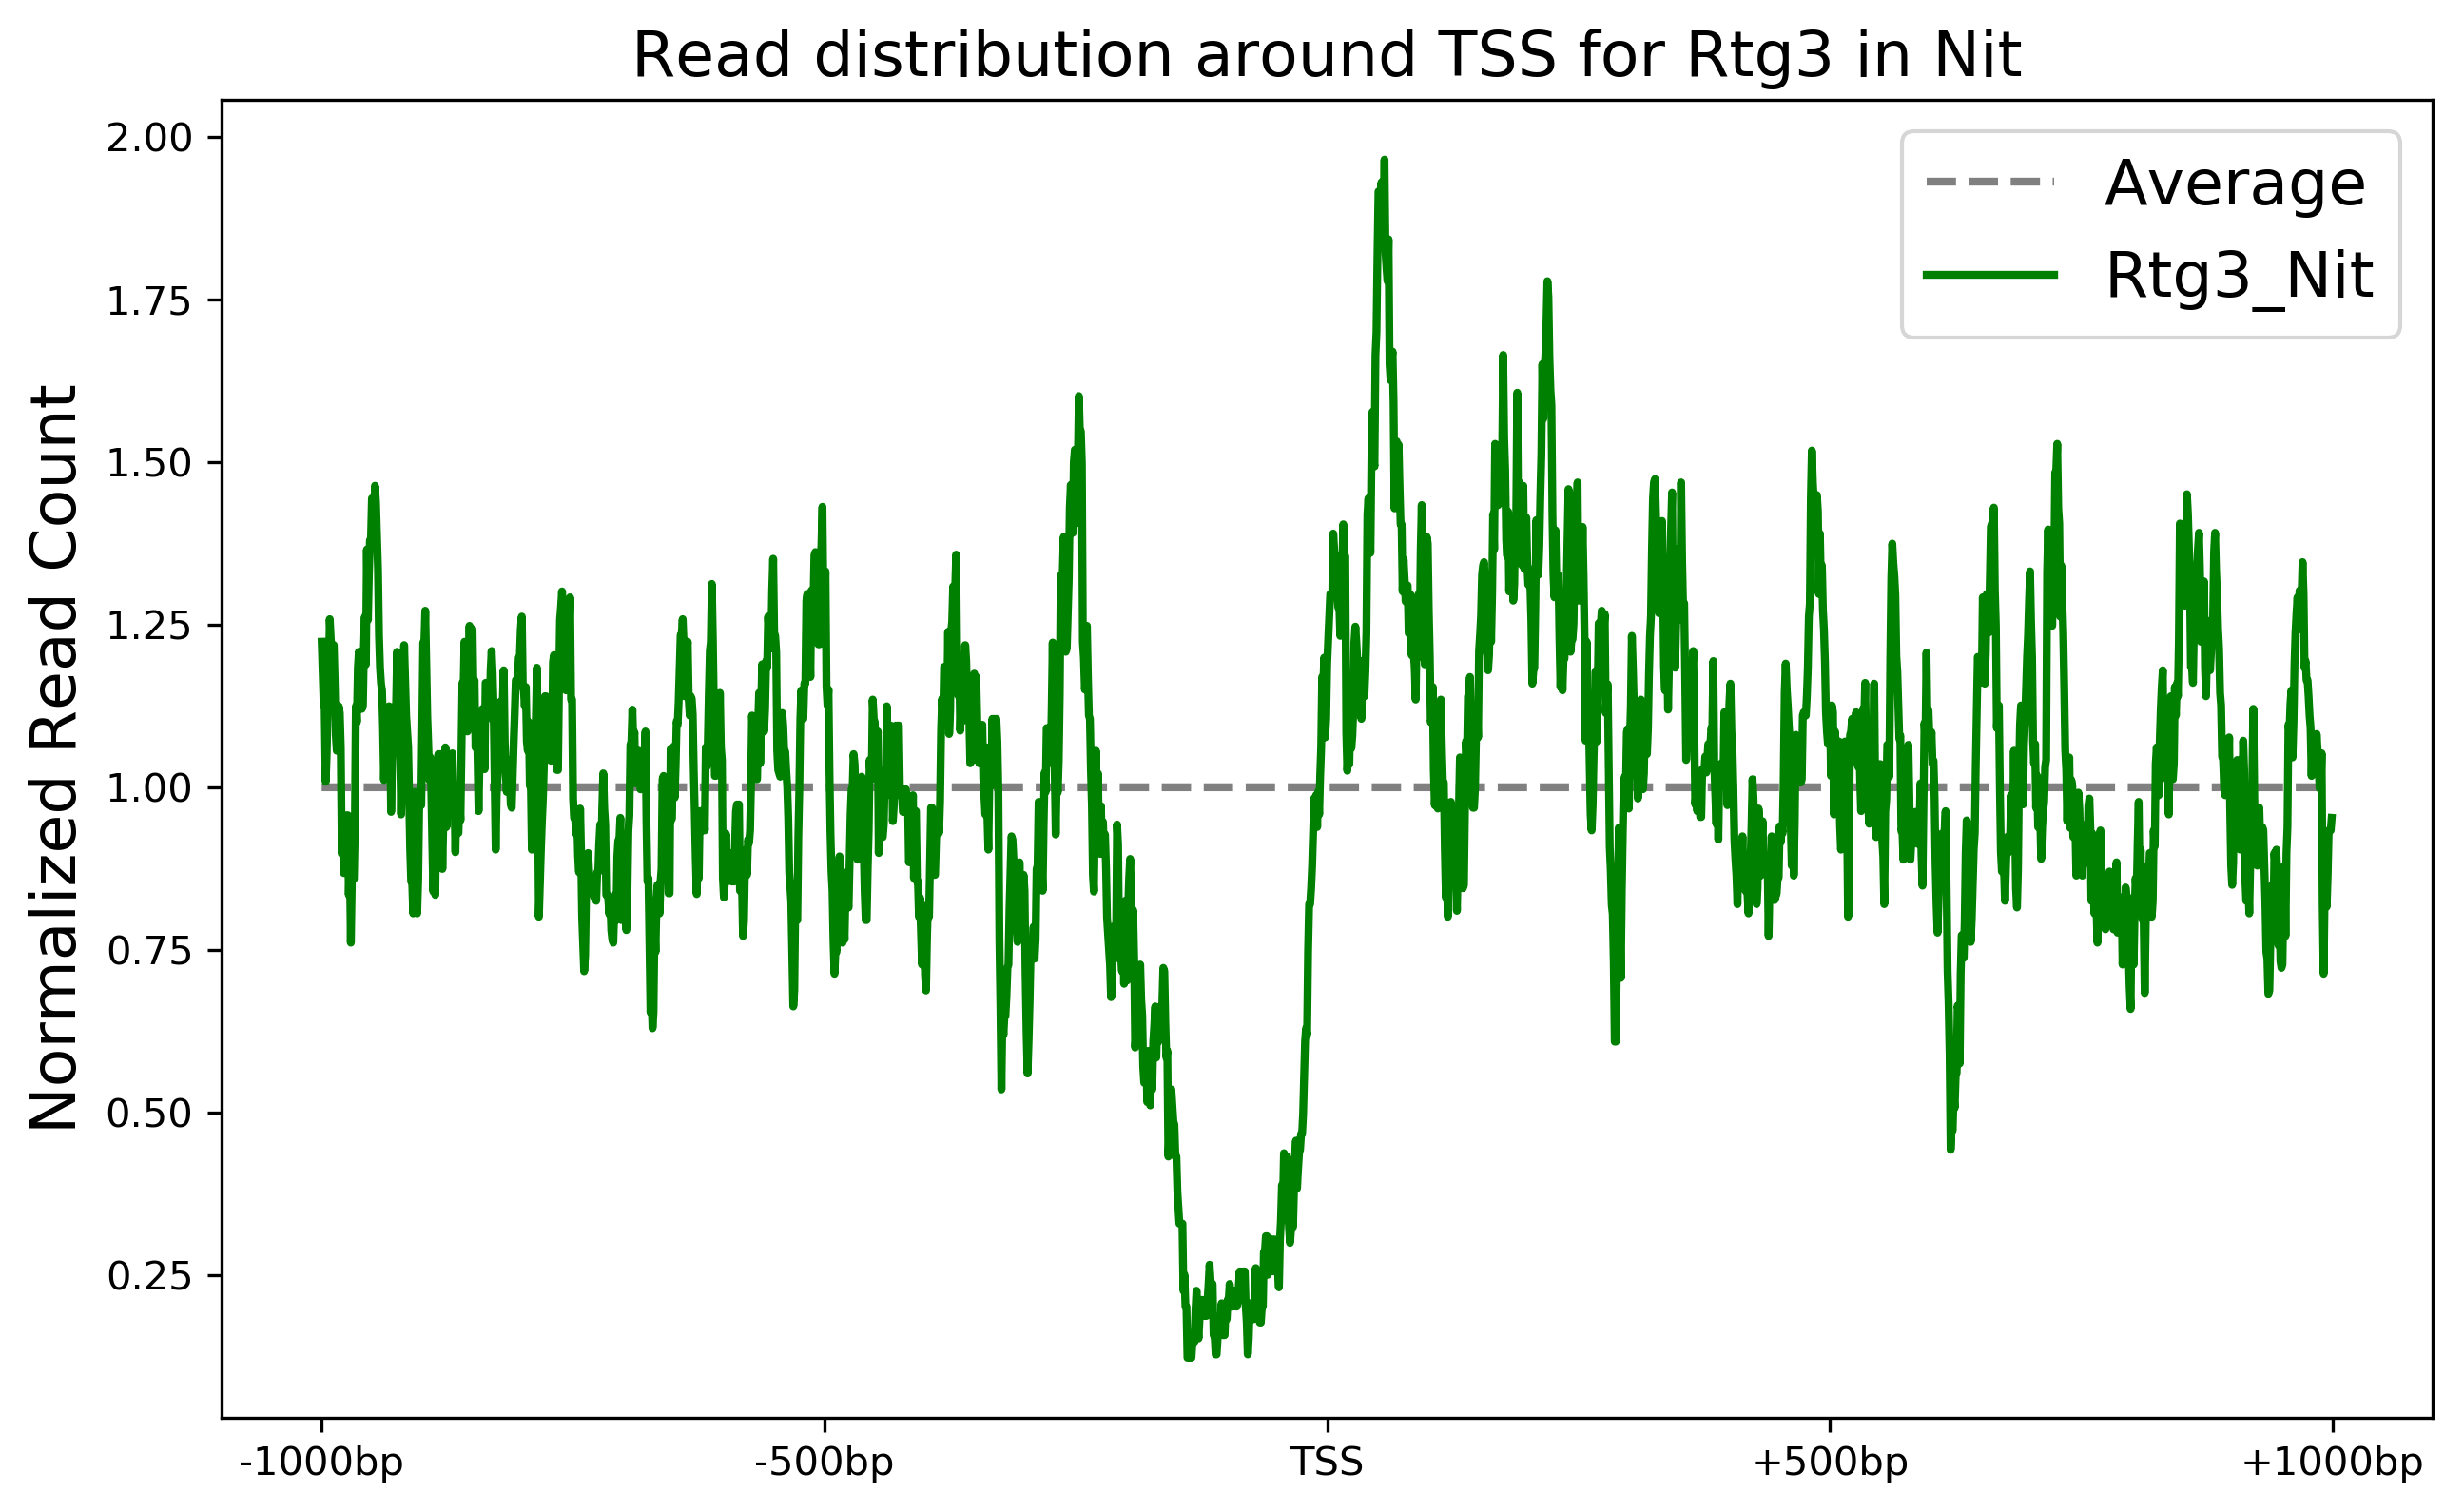 Read distribution around TSS for Rtg3 in Nit
Normalized Read Count
2.00
1.75
1.50
1.25
1.00
0.75
0.50
0.25
Average
Rtg3_Nit
-1000bp
-500bp
TSS
+500bp
+1000bp